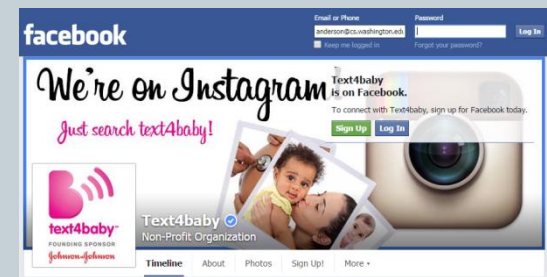 facebook
Email or Phone
Password
anderson@cs.washington.edu
Log In
Keep me logged in
Forgot your password?
We're on Instagram
Just search text4baby!
Text4baby
is on Facebook.
To connect with Text4baby, sign up for Facebook today.
Sign Up
Log In
text4baby
FOUNDING SPONSOR
Johnson & Johnson
Text4baby
Non-Profit Organization
Timeline
About
Photos
Sign Up!
More